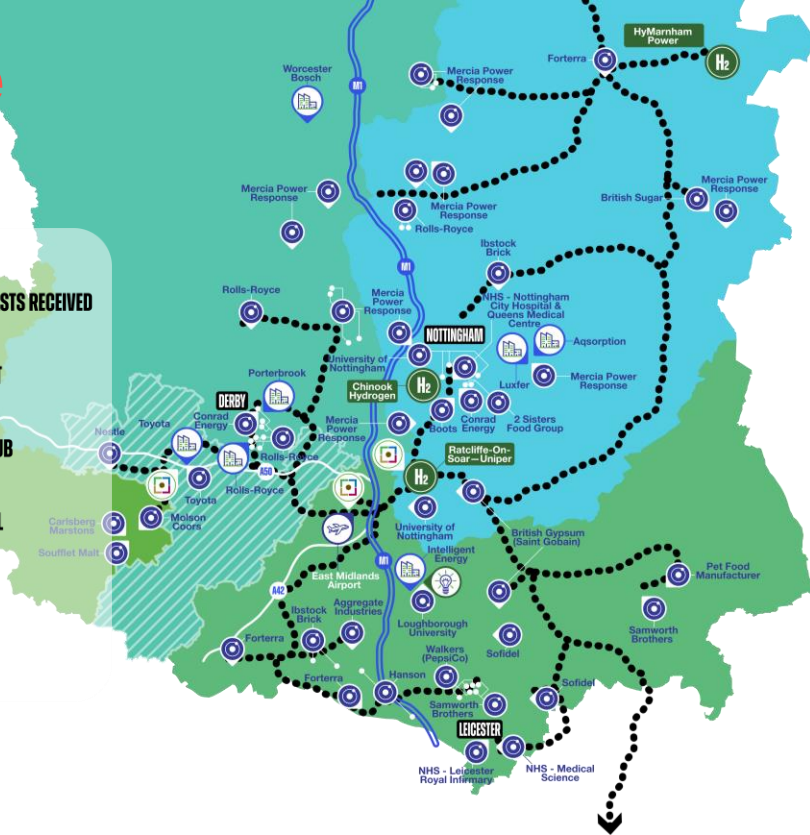 HyMarnham
Power
Forterra
H2
Worcester
Bosch
Mercia Power
Response
M1
Mercia Power
Response
Mercia Power
Response
Rolls-Royce
British Sugar
Mercia Power
Response
M1
Ibstock
Brick
STS RECEIVED
Rolls-Royce
Mercia
Power
Response
NHS - Nottingham
City Hospital &
Queens Medical
Centre
NOTTINGHAM
Aqsorption
University of
Nottingham
Luxfer
Mercia Power
Response
Porterbrook
Chinook
Hydrogen
H2
DERBY
Conrad
Energy
Mercia
Power
Response
Boots
Conrad
Energy
2 Sisters
Food Group
Nestle
Toyota
Rolls-Royce
UB
Ratcliffe-On-
Soar—Uniper
H2
A50
Rolls-Royce
Toyota
Molson
Coors
Carlsberg
Marstons
Soufflet Malt
University of
Nottingham
British Gypsum
(Saint Gobain)
M1
Intelligent
Energy
East Midlands
Airport
Pet Food
Manufacturer
A42
Ibstock
Brick
Aggregate
Industries
Loughborough
University
Samworth
Brothers
Forterra
Walkers
(PepsiCo)
Sofidel
Forterra
Hanson
Sofidel
Samworth
Brothers
LEICESTER
NHS - Leicester
Royal Infirmary
NHS - Medical
Science